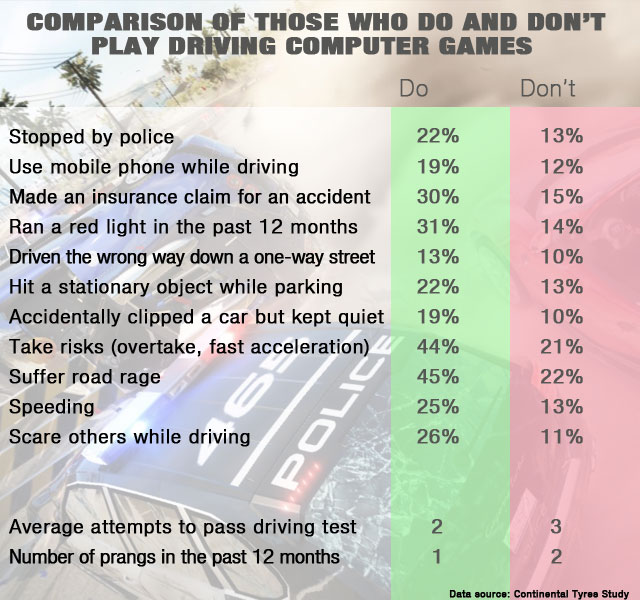 COMPARISON OF THOSE WHO DO AND DON'T
PLAY DRIVING COMPUTER GAMES
Do Don't
Stopped by police 22% 13%
Use mobile phone while driving 19% 12%
Made an insurance claim for an accident 30% 15%
Ran a red light in the past 12 months 31% 14%
Driven the wrong way down a one-way street 13% 10%
Hit a stationary object while parking 22% 13%
Accidentally clipped a car but kept quiet 19% 10%
Take risks (overtake, fast acceleration) 44% 21%
Suffer road rage 45% 22%
Speeding 25% 13%
Scare others while driving 26% 11%
465
POLICE
Average attempts to pass driving test 2 3
Number of prangs in the past 12 months 1 2
Data source: Continental Tyres Study